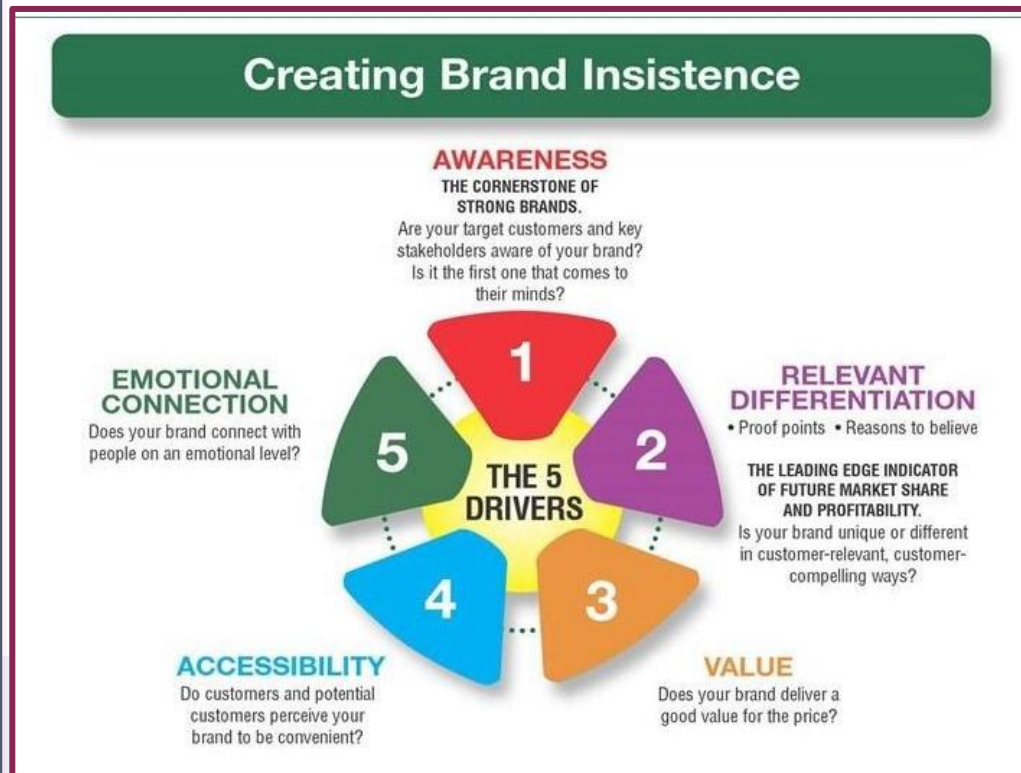 Creating Brand Insistence
AWARENESS
THE CORNERSTONE OF
STRONG BRANDS.
Are your target customers and key
stakeholders aware of your brand?
Is it the first one that comes to
their minds?
1
RELEVANT
DIFFERENTIATION
• Proof points • Reasons to believe
THE LEADING EDGE INDICATOR
OF FUTURE MARKET SHARE
AND PROFITABILITY.
Is your brand unique or different
in customer-relevant, customer-
compelling ways?
2
VALUE
Does your brand deliver a
good value for the price?
3
ACCESSIBILITY
Do customers and potential
customers perceive your
brand to be convenient?
4
EMOTIONAL
CONNECTION
Does your brand connect with
people on an emotional level?
5
THE 5
DRIVERS